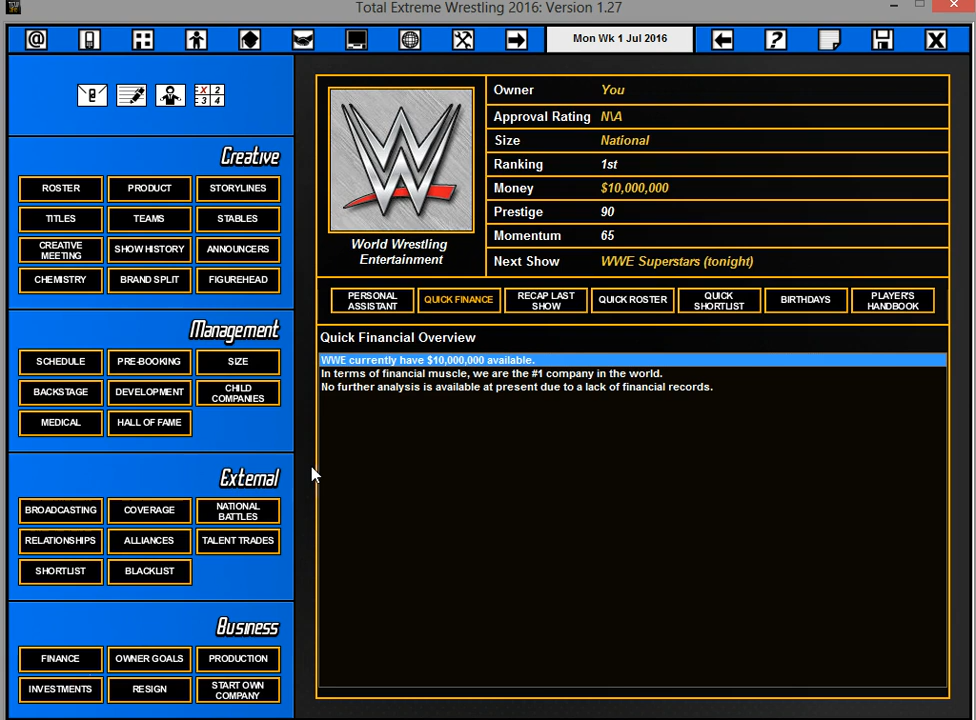 Total Extreme Wrestling 2016: Version 1.27
Mon Wk 1 Jul 2016
X 2
3 4
Creative
ROSTER
PRODUCT
STORYLINES
TITLES
TEAMS
STABLES
CREATIVE
MEETING
SHOW HISTORY
ANNOUNCERS
CHEMISTRY
BRAND SPLIT
FIGUREHEAD
Management
SCHEDULE
PRE-BOOKING
SIZE
BACKSTAGE
DEVELOPMENT
CHILD
COMPANIES
MEDICAL
HALL OF FAME
External
BROADCASTING
COVERAGE
NATIONAL
BATTLES
RELATIONSHIPS
ALLIANCES
TALENT TRADES
SHORTLIST
BLACKLIST
Business
FINANCE
OWNER GOALS
PRODUCTION
INVESTMENTS
RESIGN
START OWN
COMPANY
World Wrestling
Entertainment
Owner You
Approval Rating N\A
Size National
Ranking 1st
Money $10,000,000
Prestige 90
Momentum 65
Next Show WWE Superstars (tonight)
PERSONAL
ASSISTANT
QUICK FINANCE
RECAP LAST
SHOW
QUICK ROSTER
QUICK
SHORTLIST
BIRTHDAYS
PLAYER'S
HANDBOOK
Quick Financial Overview
WWE currently have $10,000,000 available.
In terms of financial muscle, we are the #1 company in the world.
No further analysis is available at present due to a lack of financial records.